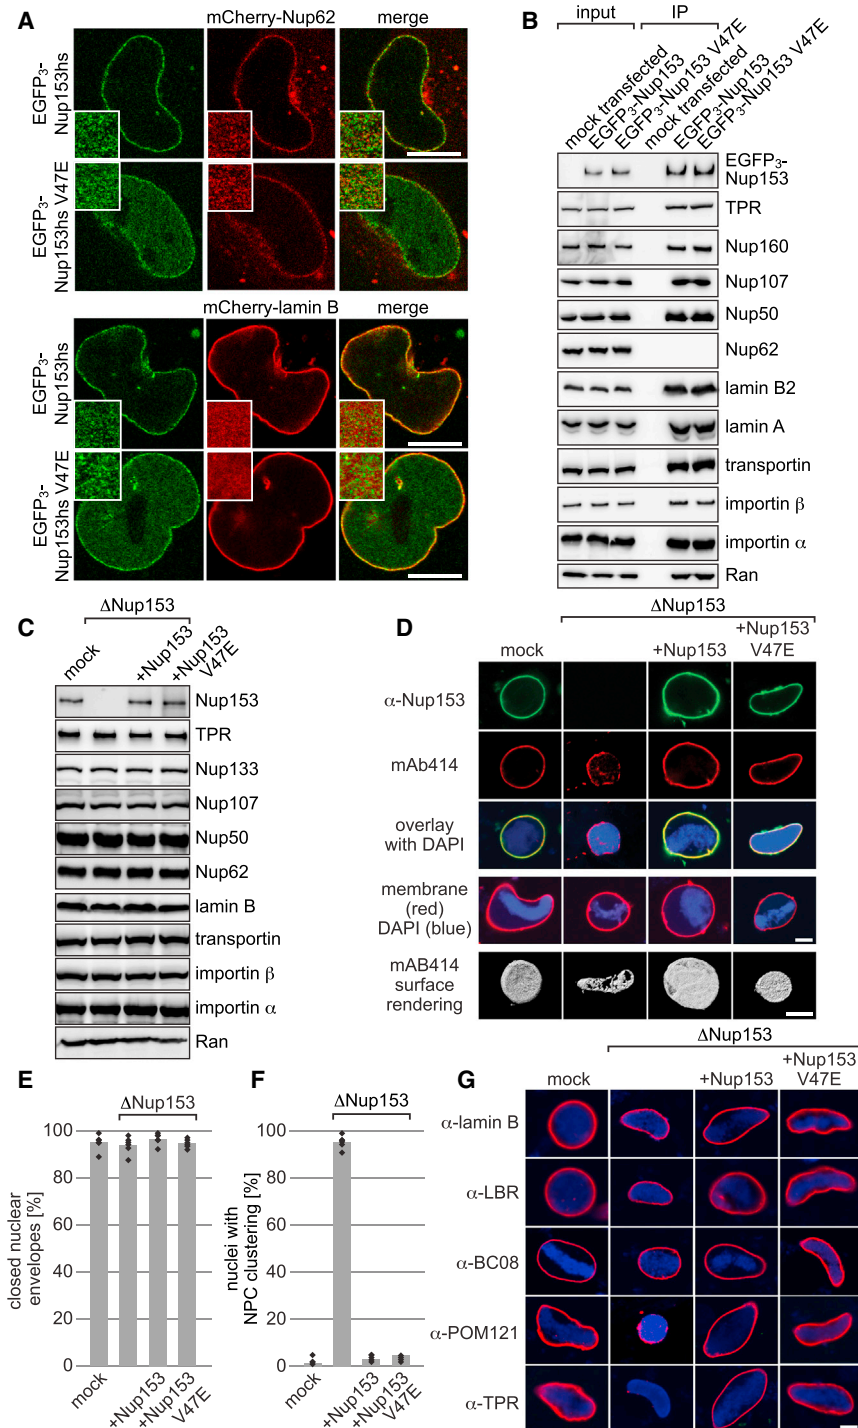 A
mCherry-Nup62
merge
EGFP3-
Nup153hs
EGFP3-
Nup153hs V47E
mCherry-lamin B
merge
EGFP3-
Nup153hs
EGFP3-
Nup153hs V47E
B
input
IP
mock transfected
EGFP3-Nup153
EGFP3-Nup153 V47E
mock transfected
EGFP3-Nup153
EGFP3-Nup153 V47E
EGFP3-
Nup153
TPR
Nup160
Nup107
Nup50
Nup62
lamin B2
lamin A
transportin
importin β
importin α
Ran
C
ΔNup153
mock
+Nup153
+Nup153
V47E
Nup153
TPR
Nup133
Nup107
Nup50
Nup62
lamin B
transportin
importin β
importin α
Ran
D
ΔNup153
mock
+Nup153
+Nup153
V47E
α-Nup153
mAb414
overlay
with DAPI
membrane
(red)
DAPI (blue)
mAB414
surface
rendering
E
ΔNup153
closed nuclear
envelopes [%]
100
80
60
40
20
0
mock
+Nup153
+Nup153
V47E
F
ΔNup153
nuclei with
NPC clustering [%]
100
80
60
40
20
0
mock
+Nup153
+Nup153
V47E
G
ΔNup153
mock
+Nup153
+Nup153
V47E
α-lamin B
α-LBR
α-BC08
α-POM121
α-TPR